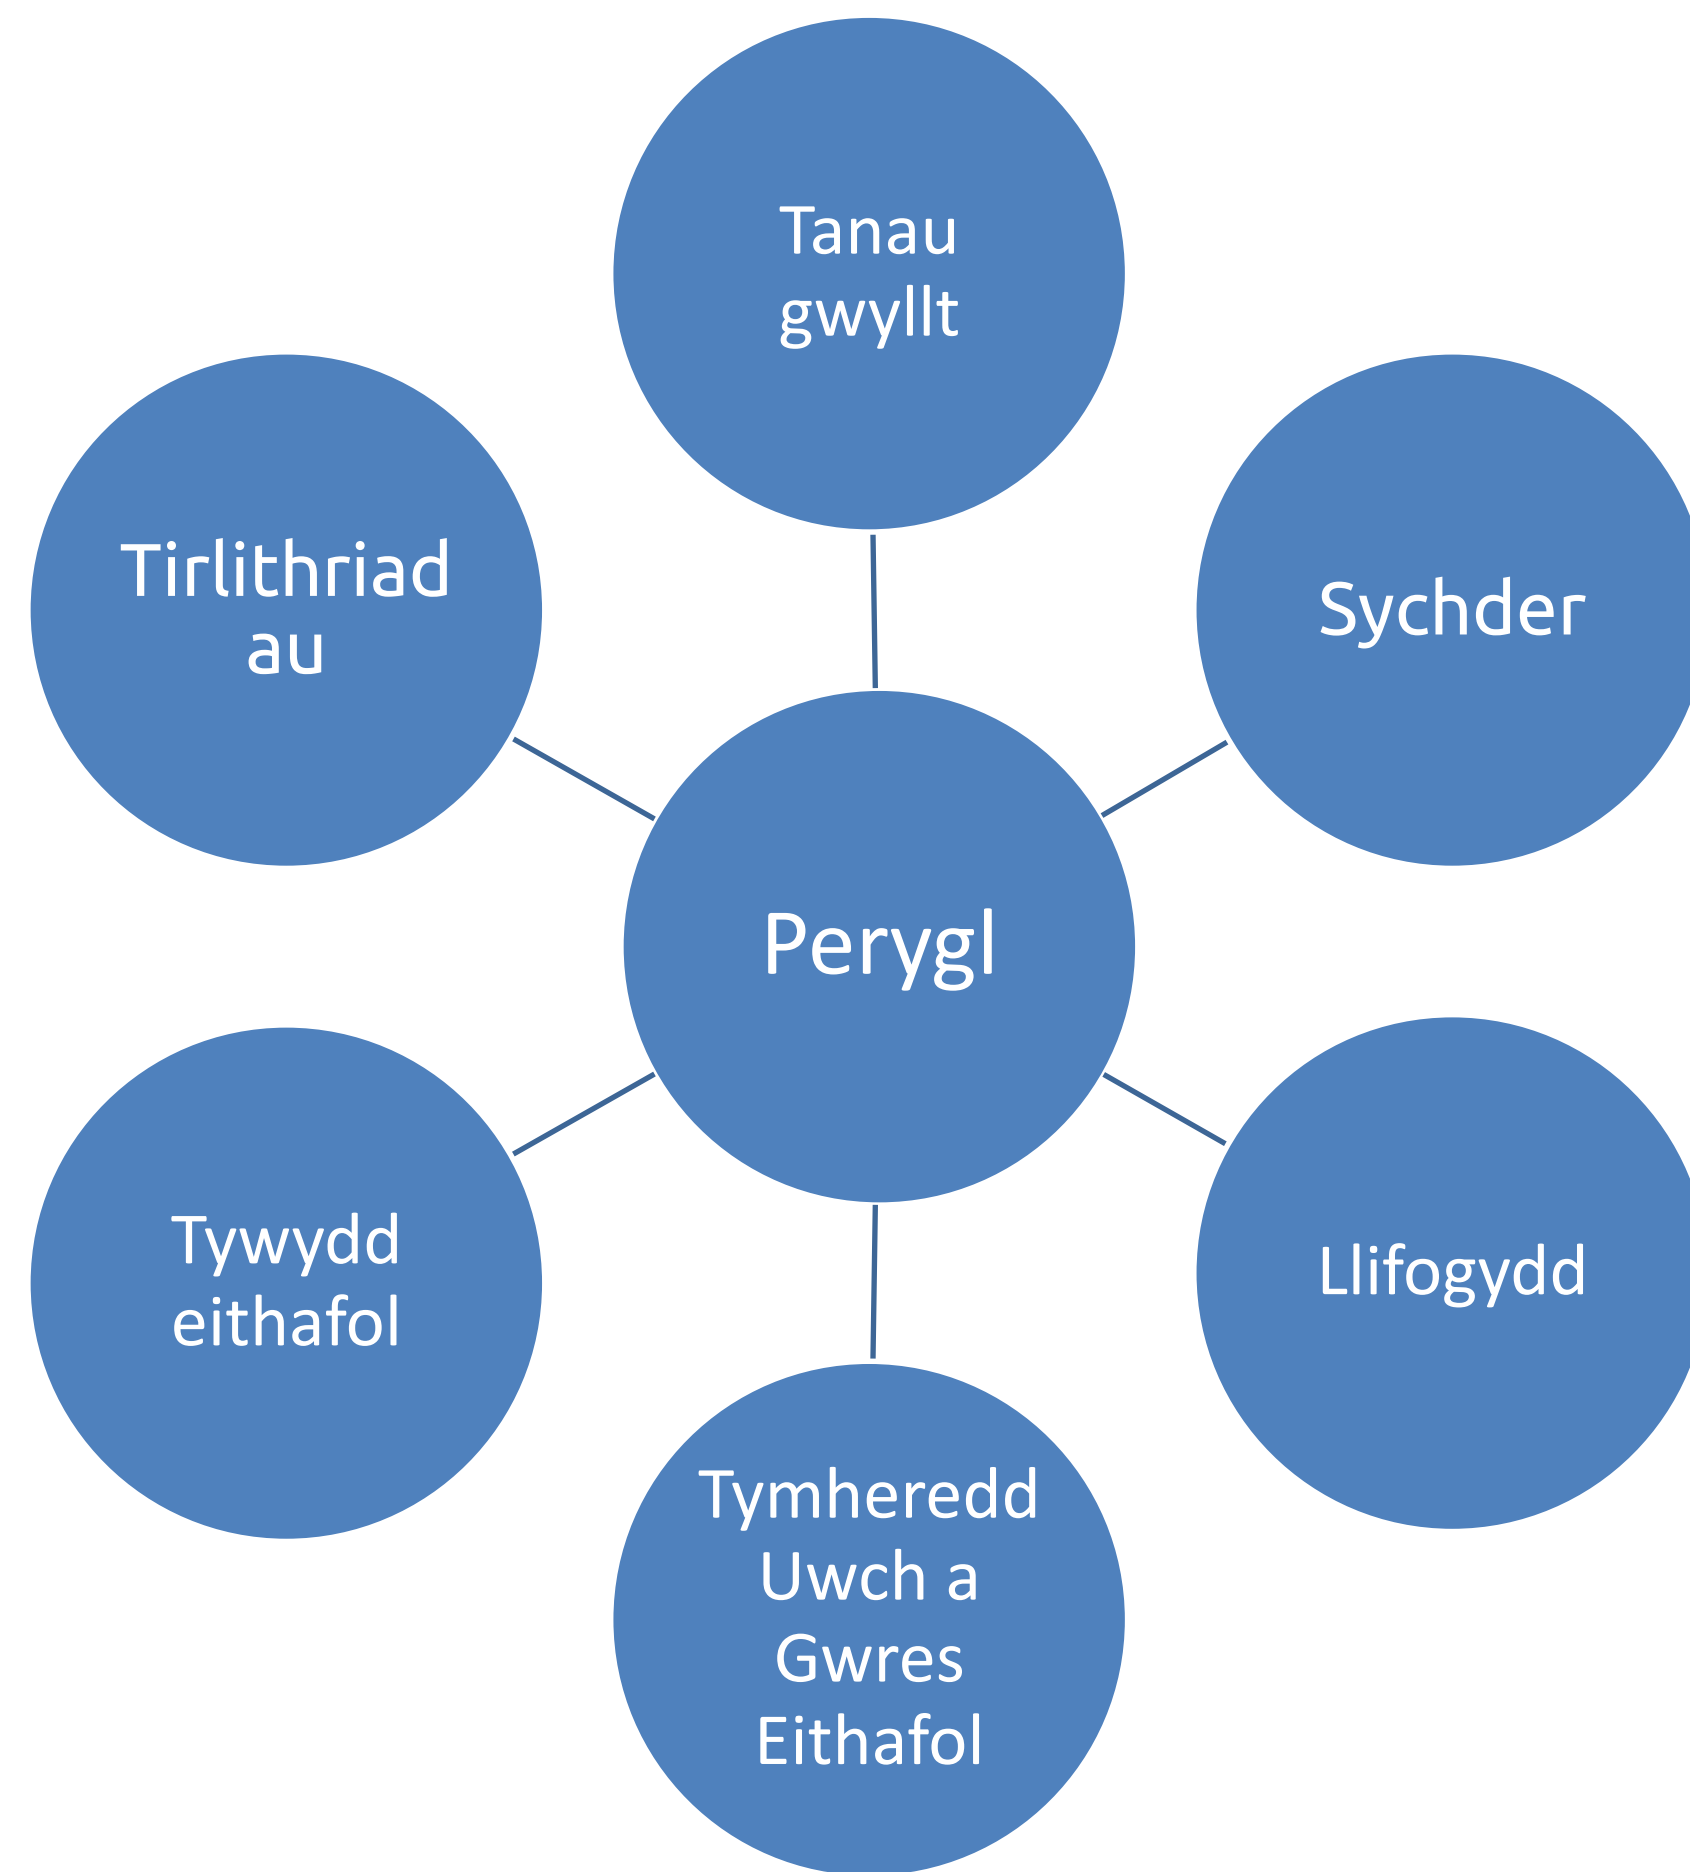 Tanau
gwyllt
Tirlithriad
au
Sychder
Perygl
Tywydd
eithafol
Llifogydd
Tymheredd
Uwch a
Gwres
Eithafol